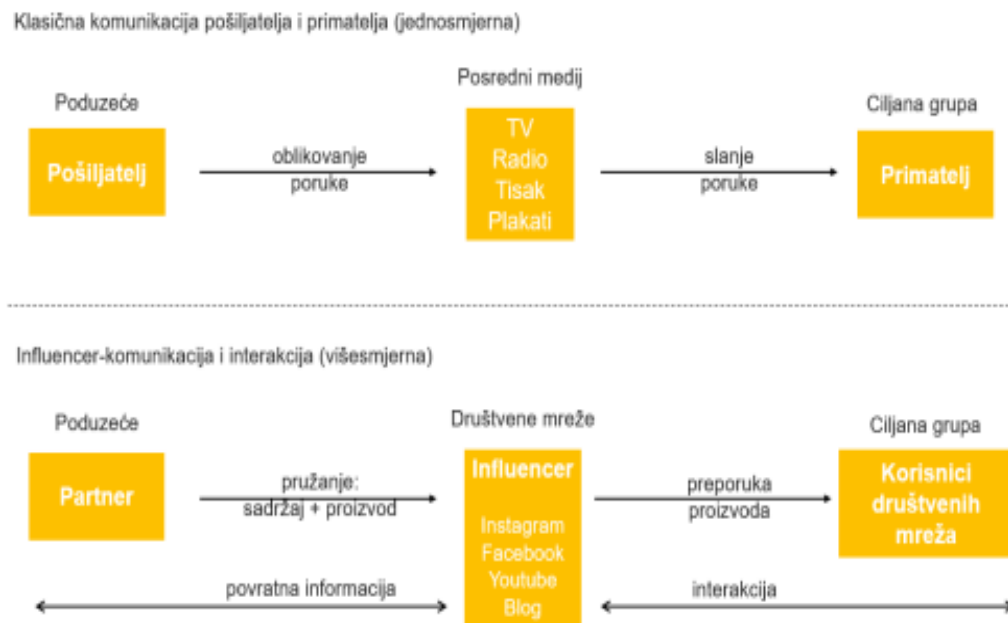 Klasična komunikacija pošiljatelja i primatelja (jednosmjerna)
Poduzeće
Pošiljatelj
oblikovanje
poruke
Posredni medij
TV
Radio
Tisak
Plakati
slanje
poruke
Ciljana grupa
Primatelj
Influencer-komunikacija i interakcija (višesmjerna)
Poduzeće
Partner
pružanje:
sadržaj + proizvod
povratna informacija
Društvene mreže
Influencer
Instagram
Facebook
Youtube
Blog
preporuka
proizvoda
interakcija
Ciljana grupa
Korisnici
društvenih
mreža